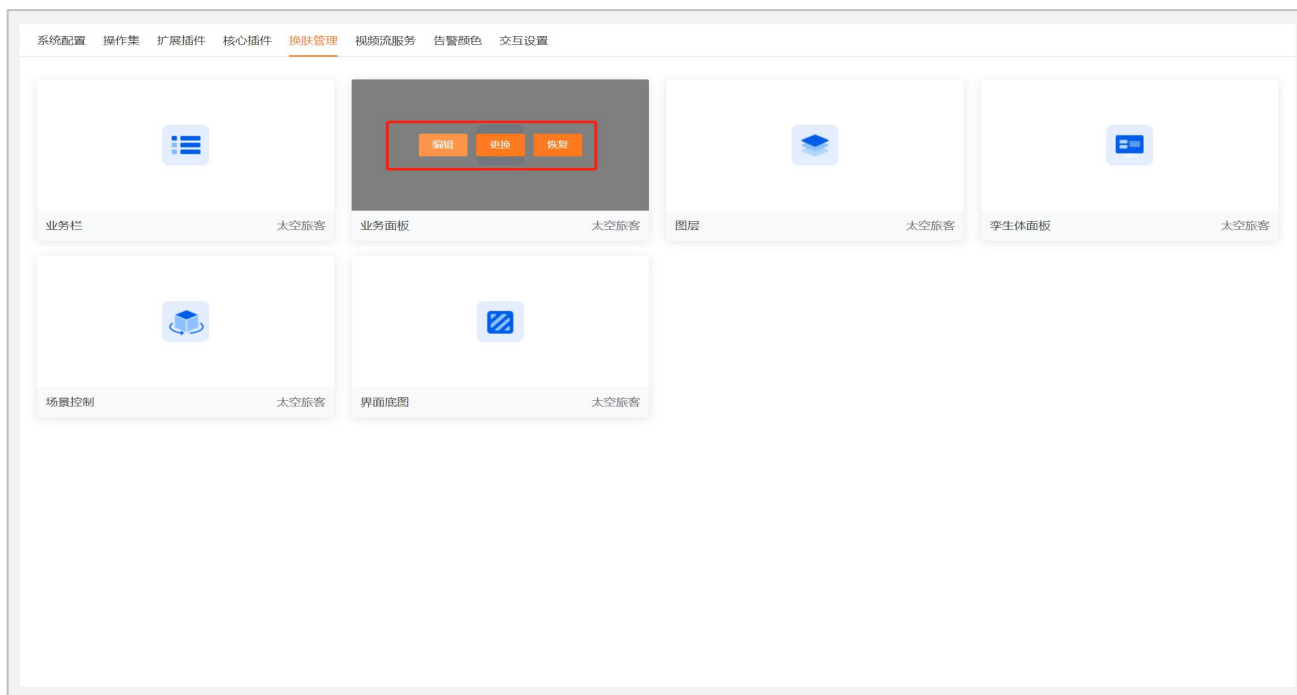 系统配置 操作集 扩展插件 核心插件 换肤管理 视频流服务 告警颜色 交互设置
编辑 更换 恢复
业务栏 太空旅客 业务面板 太空旅客 图层 太空旅客 孪生体面板 太空旅客
场景控制 太空旅客 界面底图 太空旅客